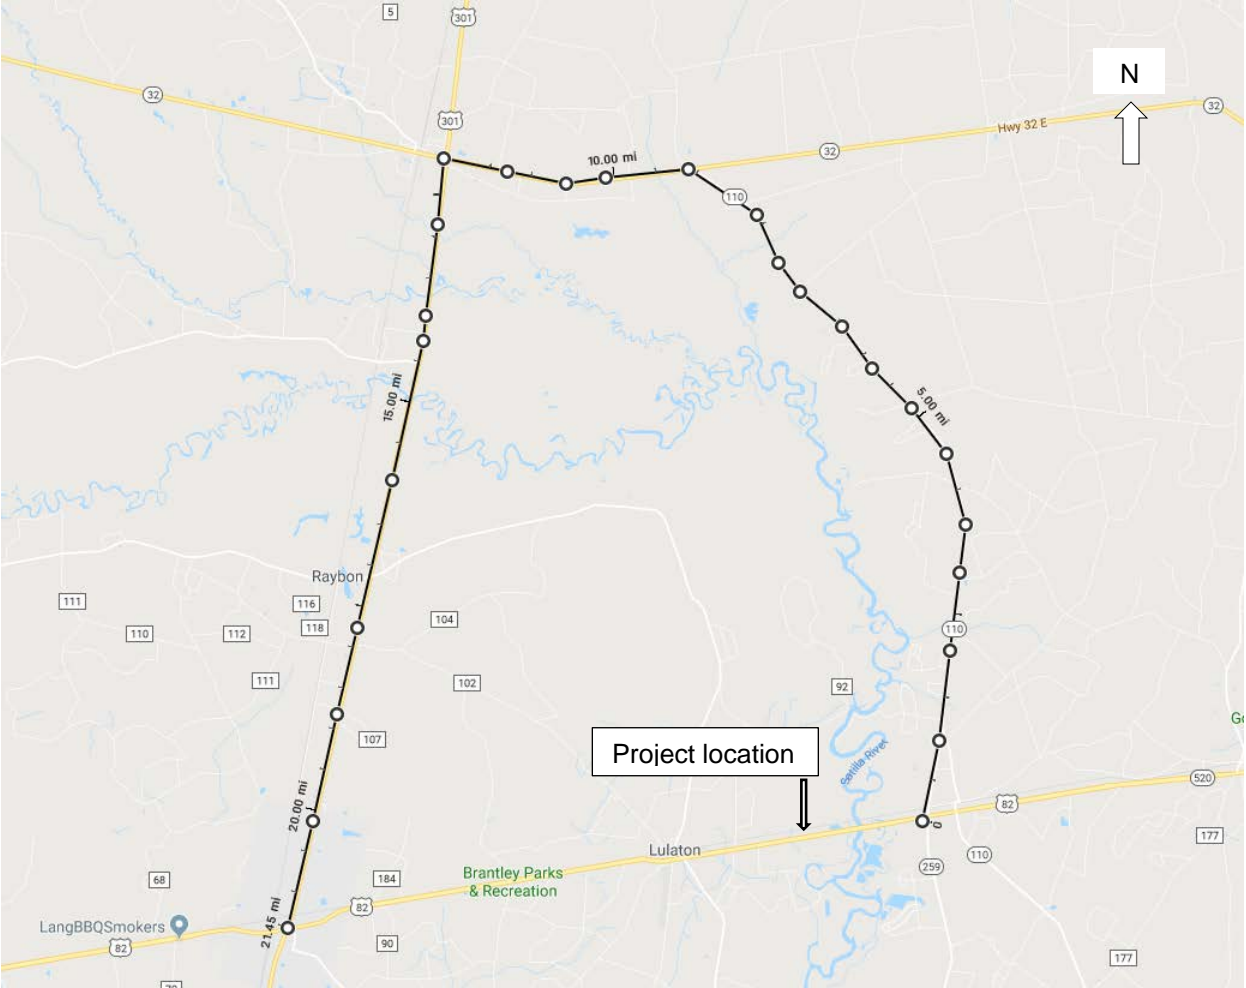 5
301
N
32
32
301
Hwy 32 E
32
10.00 mi
110
15.00 mi
5.00 mi
Raybon
111
116
104
118
110
112
110
111
102
92
Project location
107
Satilla River
G
520
20.00 mi
82
0
177
Lulaton
110
259
Brantley Parks
& Recreation
68
184
82
LangBBQSmokers
21.45 mi
82
90
177